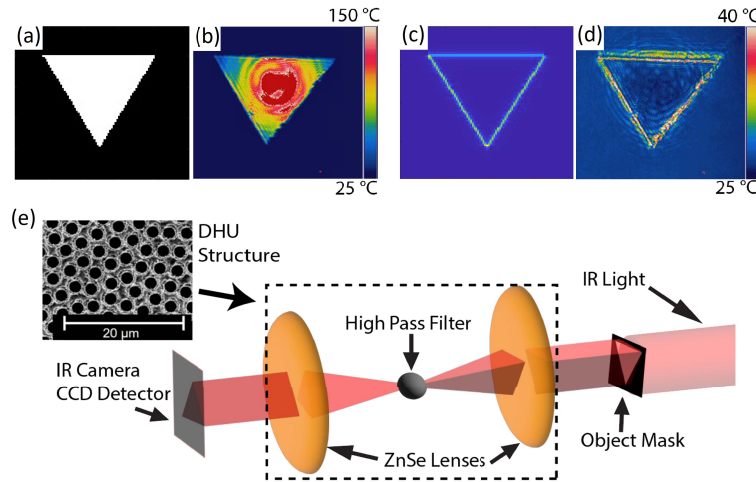 150 °C
40 °C
(a)
(b)
(c)
(d)
25 °C
25 °C
(e)
DHU
Structure
20 µm
IR Light
High Pass Filter
IR Camera
CCD Detector
ZnSe Lenses
Object Mask